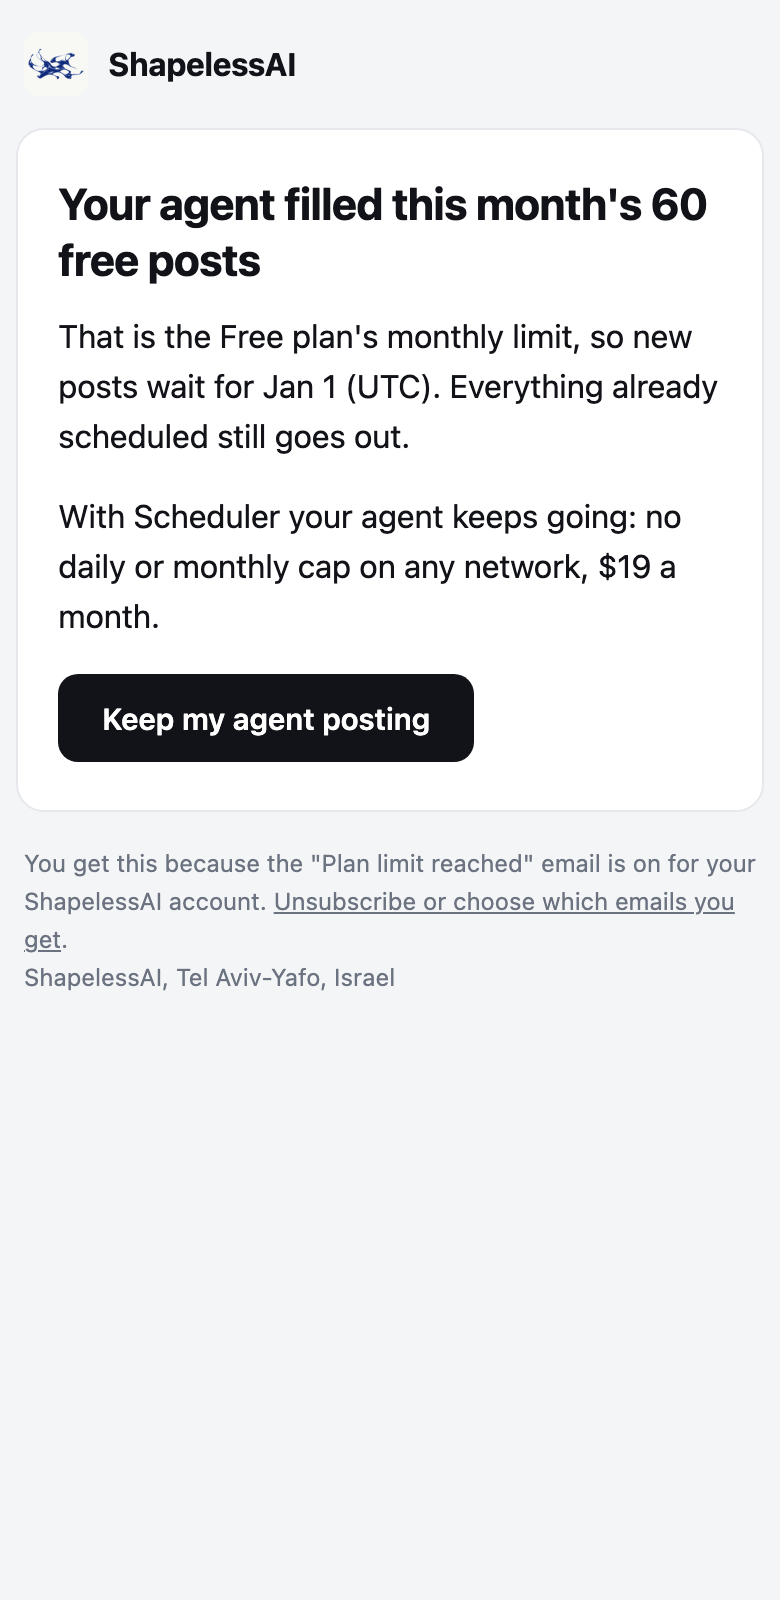 ShapelessAI
Your agent filled this month's 60
free posts
That is the Free plan's monthly limit, so new
posts wait for Jan 1 (UTC). Everything already
scheduled still goes out.
With Scheduler your agent keeps going: no
daily or monthly cap on any network, $19 a
month.
Keep my agent posting
You get this because the "Plan limit reached" email is on for your
ShapelessAI account. Unsubscribe or choose which emails you
get.
ShapelessAI, Tel Aviv-Yafo, Israel